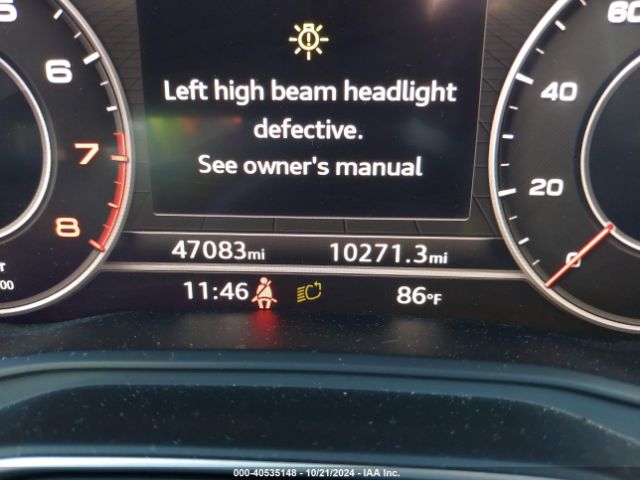 Left high beam headlight
defective.
See owner's manual
47083mi 10271.3mi
11:46 86°F
6
7
8
60
40
20
0
000-40535148 - 10/21/2024 - IAA Inc.